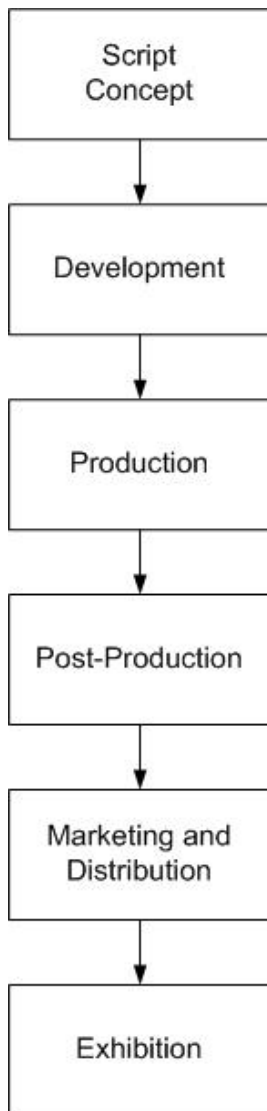 Script
Concept
Development
Production
Post-Production
Marketing and
Distribution
Exhibition